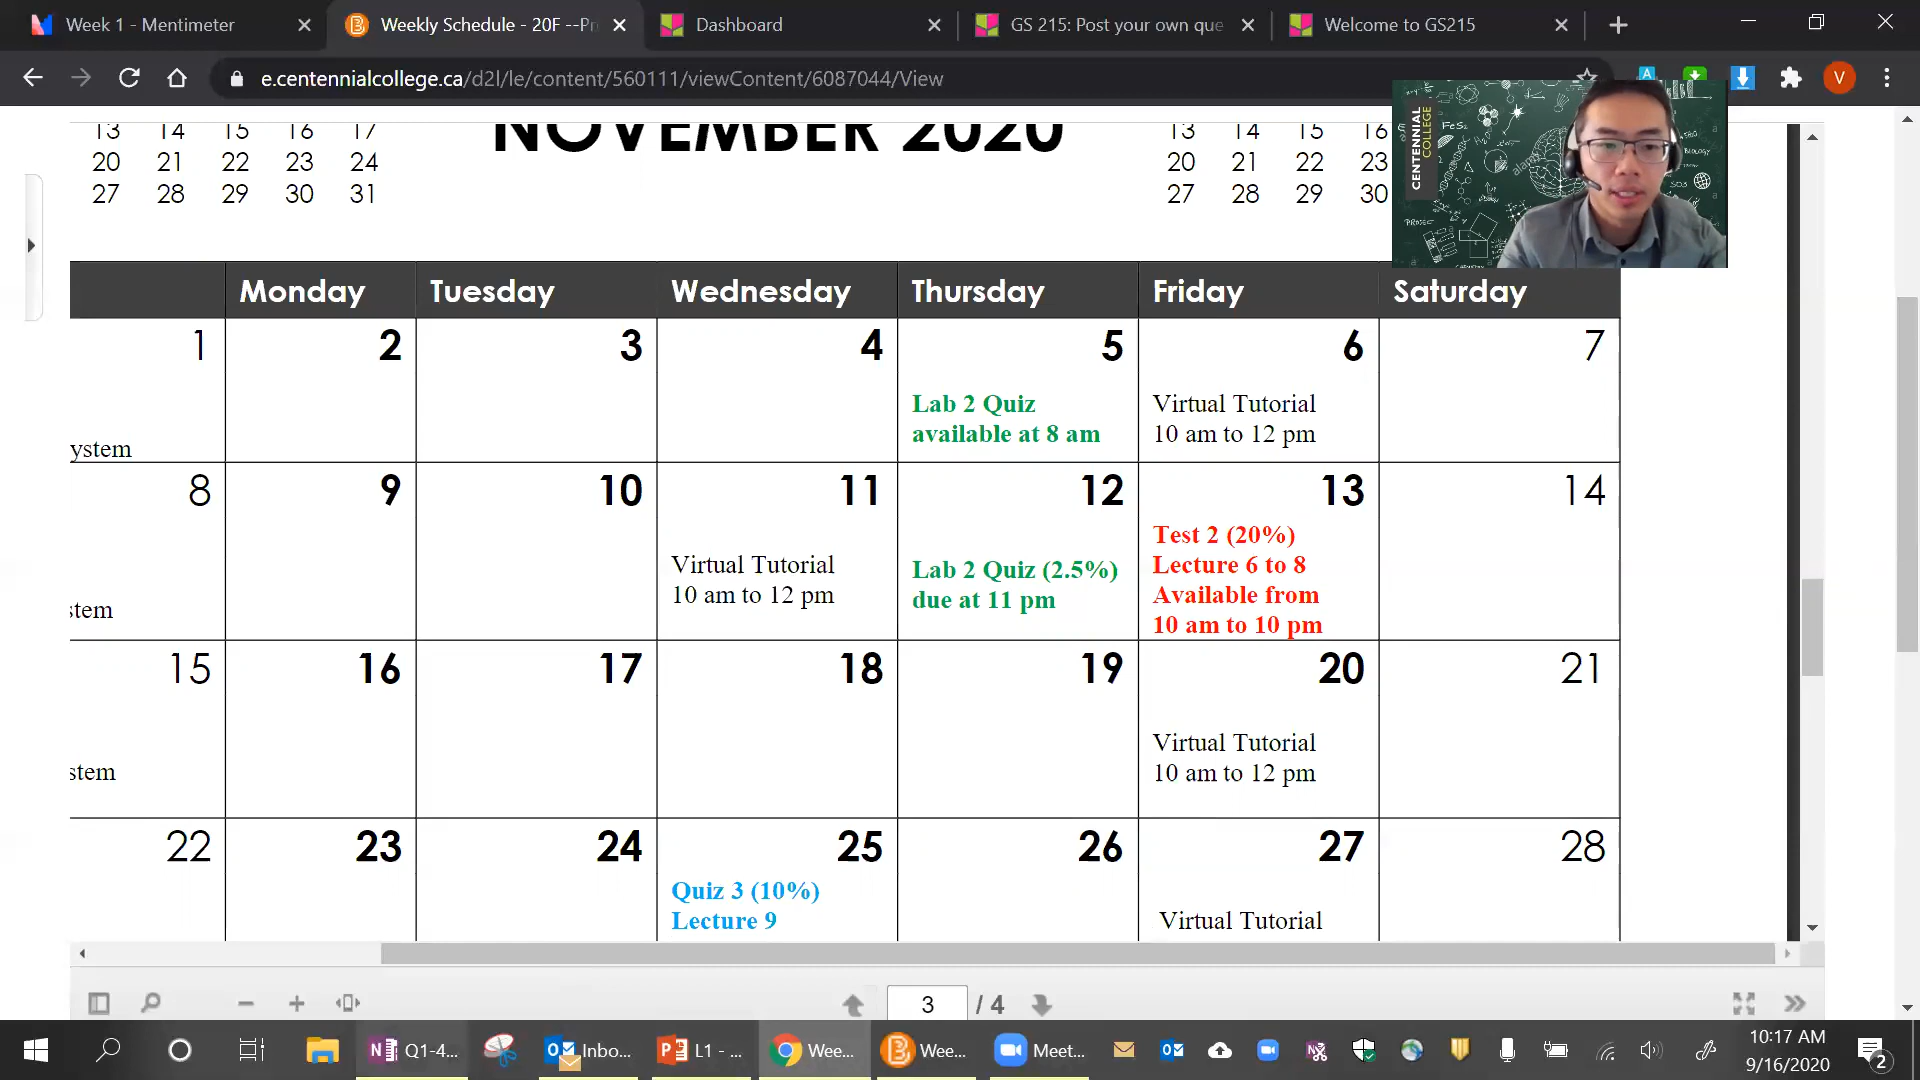 Week 1 - Mentimeter
Weekly Schedule - 20F --Pr
Dashboard
GS 215: Post your own que
Welcome to GS215
e.centennialcollege.ca/d2l/le/content/560111/viewContent/6087044/View
A
V
NOVEMBER 2020
13 14 15 16 17
20 21 22 23 24
27 28 29 30 31
13 14 15 16
20 21 22 23
27 28 29 30
CENTENNIAL
COLLEGE
FeS₂
BIOLOGY
SO3
Monday Tuesday Wednesday Thursday Friday Saturday
1 2 3 4 5 6 7
ystem
Lab 2 Quiz
available at 8 am
Virtual Tutorial
10 am to 12 pm
8 9 10 11 12 13 14
stem
Virtual Tutorial
10 am to 12 pm
Lab 2 Quiz (2.5%)
due at 11 pm
Test 2 (20%)
Lecture 6 to 8
Available from
10 am to 10 pm
15 16 17 18 19 20 21
stem
Virtual Tutorial
10 am to 12 pm
22 23 24 25 26 27 28
Quiz 3 (10%)
Lecture 9
Virtual Tutorial
3 / 4
Q1-4...
Inbo...
L1 - ...
Wee...
Wee...
Meet...
10:17 AM
9/16/2020
2